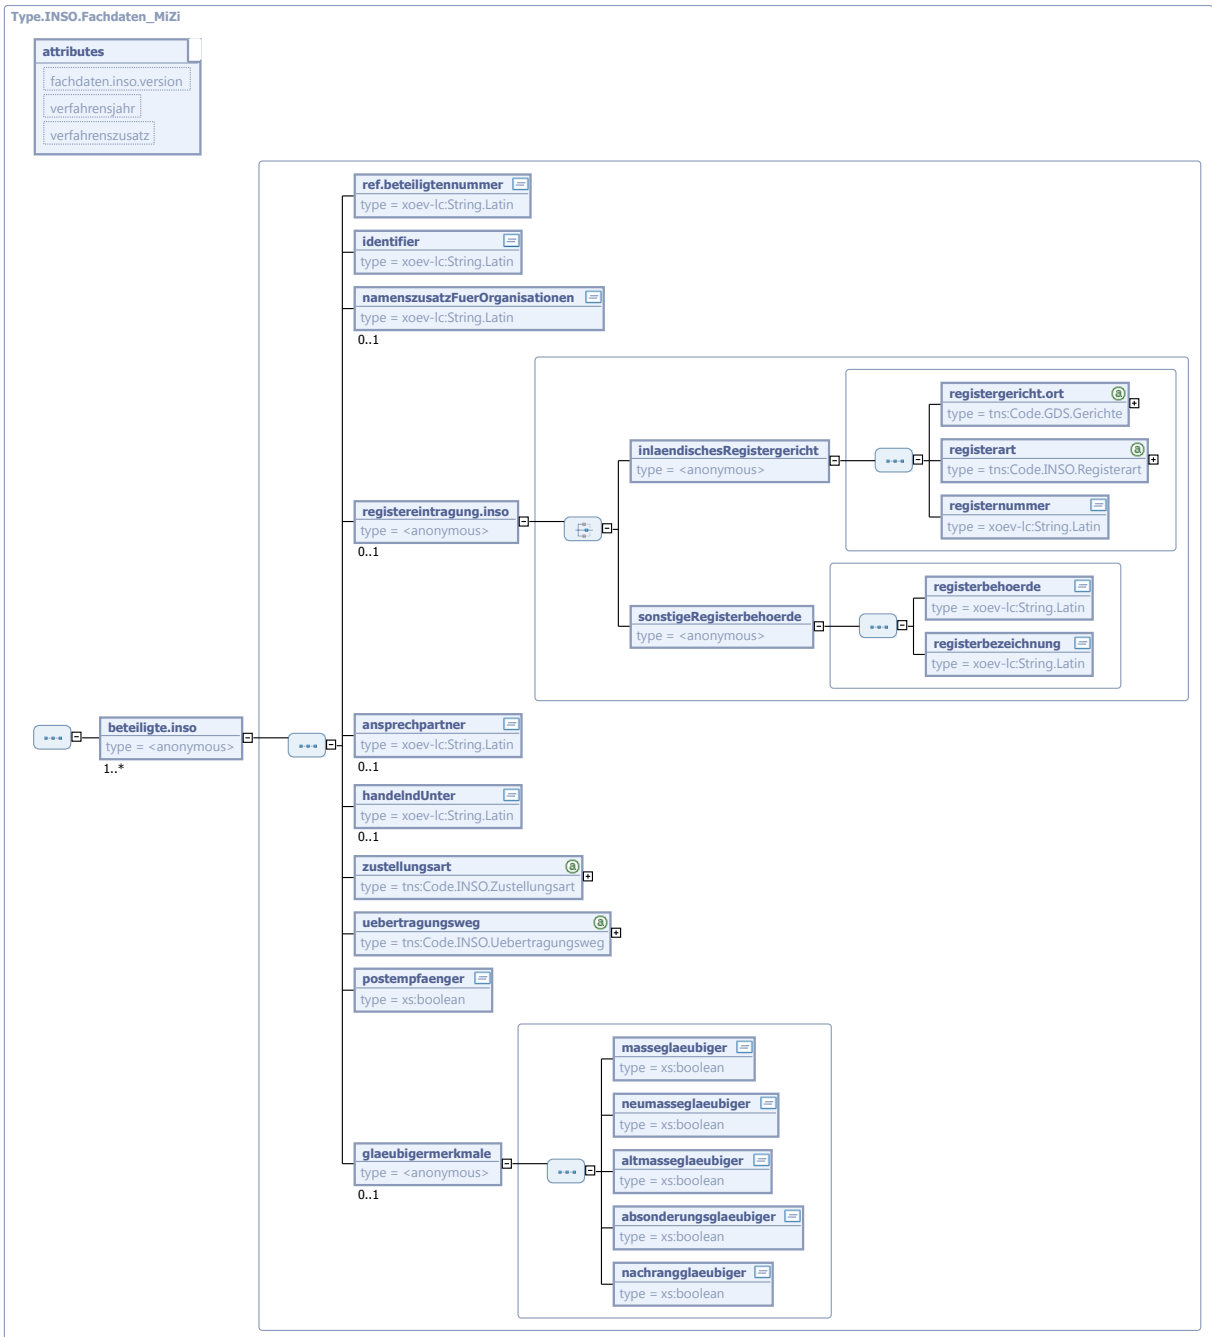 Type.INSO.Fachdaten_MiZi
attributes
fachdaten.inso.version
verfahrensjahr
verfahrenszusatz
ref.beteiligtennummer
type = xoev-lc:String.Latin
identifier
type = xoev-lc:String.Latin
namenszusatzFuerOrganisationen
type = xoev-lc:String.Latin
0..1
registergericht.ort
a
type = tns:Code.GDS.Gerichte
inlaendischesRegistergericht
type = <anonymous>
registerart
a
type = tns:Code.INSO.Registerart
registernummer
type = xoev-lc:String.Latin
registereintragung.inso
type = <anonymous>
0..1
registerbehoerde
type = xoev-lc:String.Latin
sonstigeRegisterbehoerde
type = <anonymous>
registerbezeichnung
type = xoev-lc:String.Latin
beteiligte.inso
type = <anonymous>
1..*
ansprechpartner
type = xoev-lc:String.Latin
0..1
handelndUnter
type = xoev-lc:String.Latin
0..1
zustellungsart
a
type = tns:Code.INSO.Zustellungsart
uebertragungsweg
a
type = tns:Code.INSO.Uebertragungsweg
postempfaenger
type = xs:boolean
masseglaeubiger
type = xs:boolean
neumasseglaeubiger
type = xs:boolean
glaeubigermerkmale
type = <anonymous>
0..1
altmasseglaeubiger
type = xs:boolean
absonderungsglaeubiger
type = xs:boolean
nachrangglaeubiger
type = xs:boolean